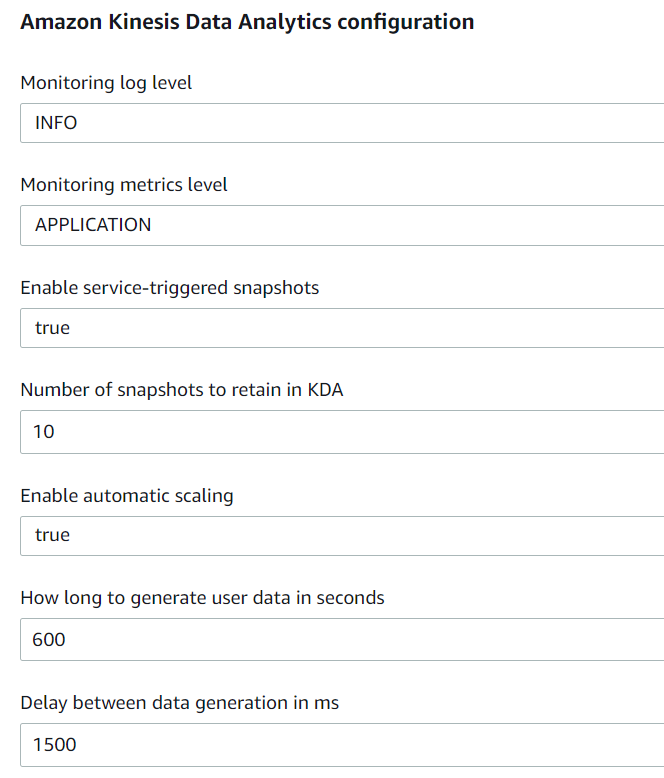 Amazon Kinesis Data Analytics configuration
Monitoring log level
INFO
Monitoring metrics level
APPLICATION
Enable service-triggered snapshots
true
Number of snapshots to retain in KDA
10
Enable automatic scaling
true
How long to generate user data in seconds
600
Delay between data generation in ms
1500